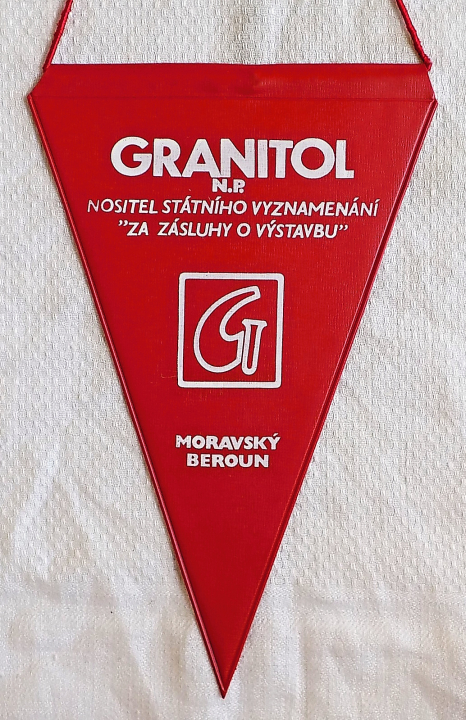 GRANITOL
N.P.
NOSITEL STÁTNÍHO VYZNAMENÁNÍ
"ZA ZÁSLUHY O VÝSTAVBU"
G
MORAVSKÝ
BEROUN